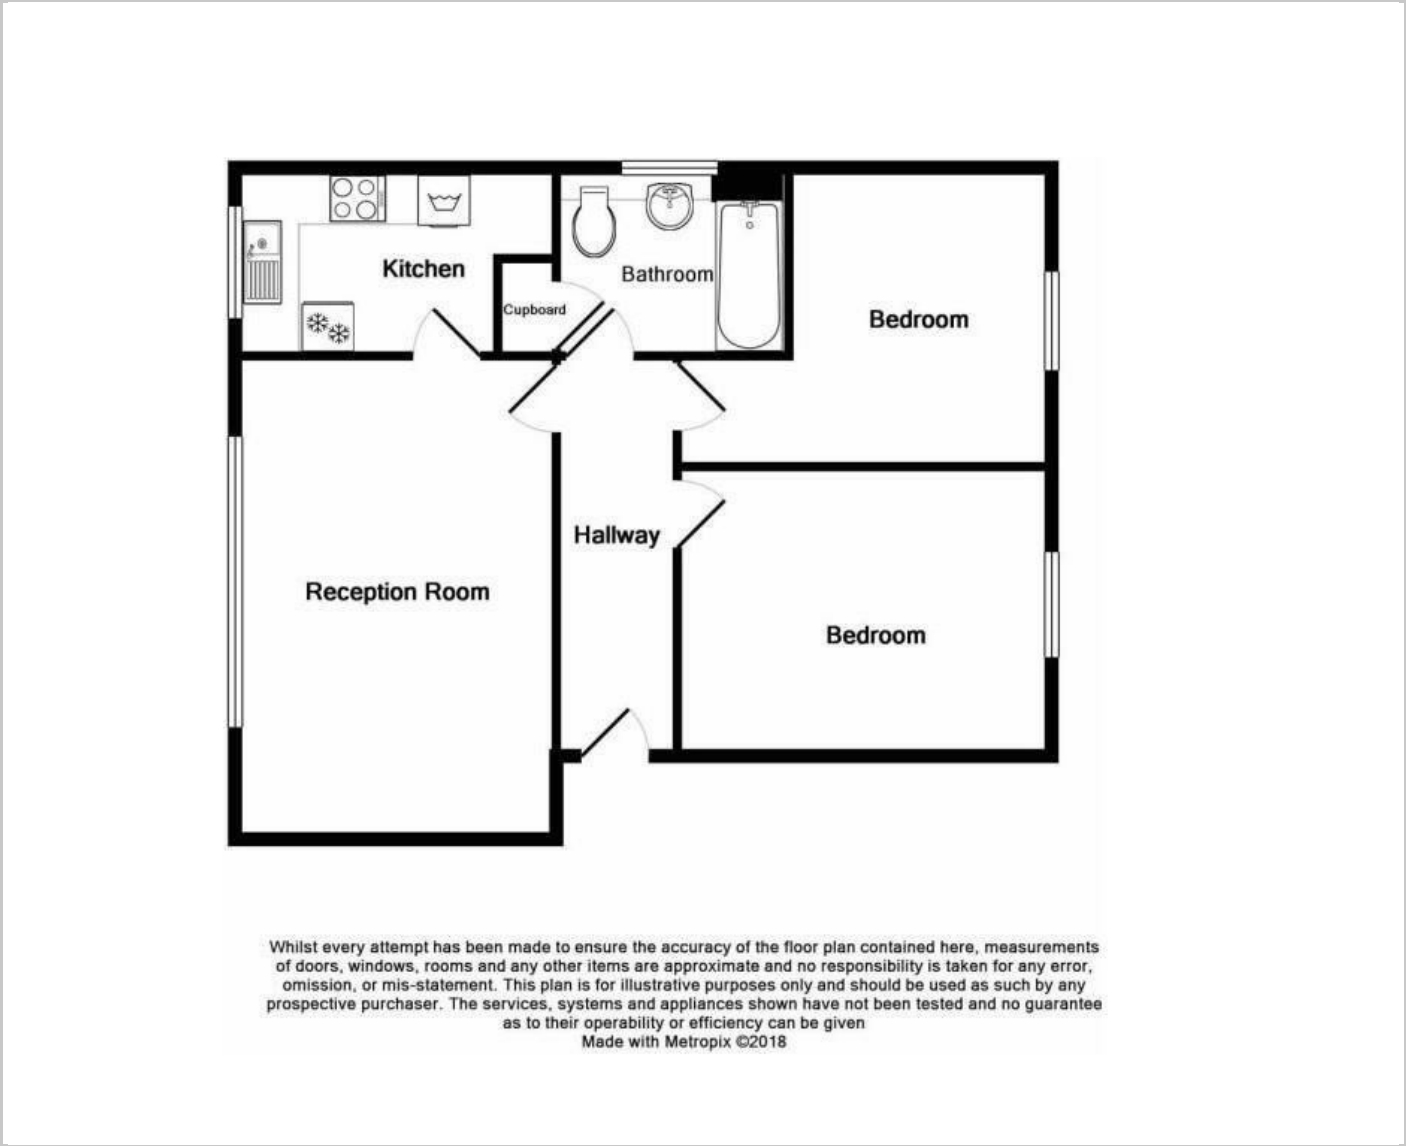 Kitchen
Bathroom
Cupboard
Bedroom
Hallway
Reception Room
Bedroom
Whilst every attempt has been made to ensure the accuracy of the floor plan contained here, measurements
of doors, windows, rooms and any other items are approximate and no responsibility is taken for any error,
omission, or mis-statement. This plan is for illustrative purposes only and should be used as such by any
prospective purchaser. The services, systems and appliances shown have not been tested and no guarantee
as to their operability or efficiency can be given
Made with Metropix ©2018